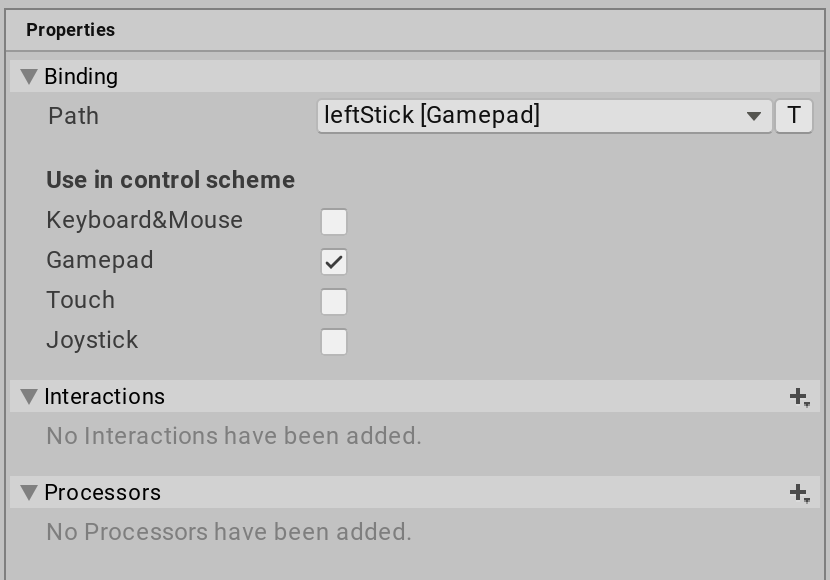 Properties
Binding
Path leftStick [Gamepad] T
Use in control scheme
Keyboard&Mouse
Gamepad
Touch
Joystick
Interactions
No Interactions have been added.
Processors
No Processors have been added.